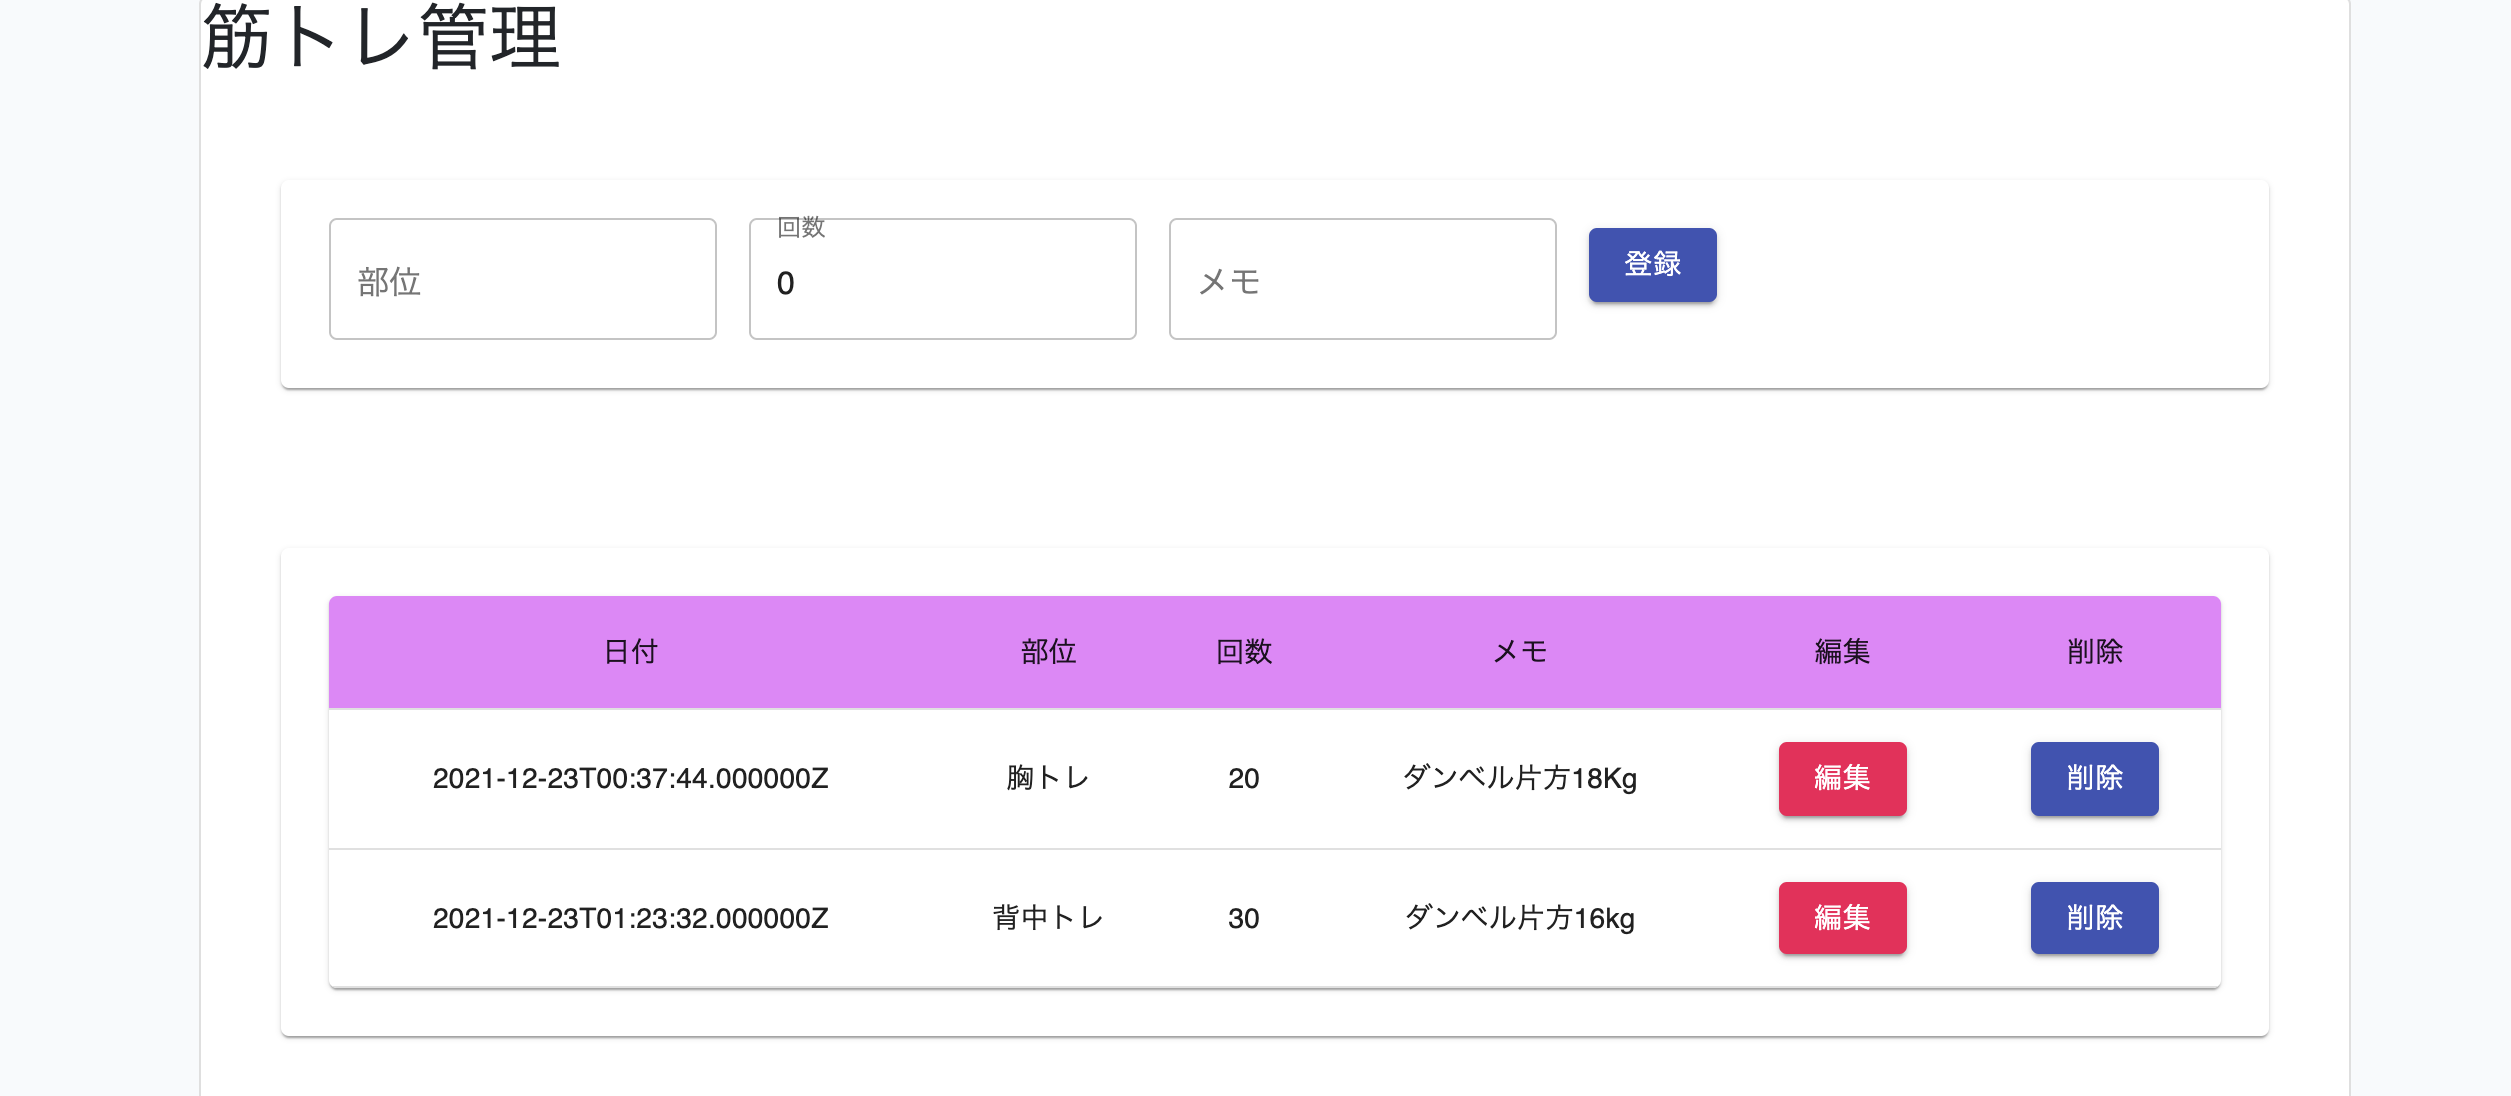 筋トレ管理
部位 回数 0 メモ 登録
日付 部位 回数 メモ 編集 削除
2021-12-23T00:37:44.000000Z 胸トレ 20 ダンベル片方18Kg 編集 削除
2021-12-23T01:23:32.000000Z 背中トレ 30 ダンベル片方16kg 編集 削除